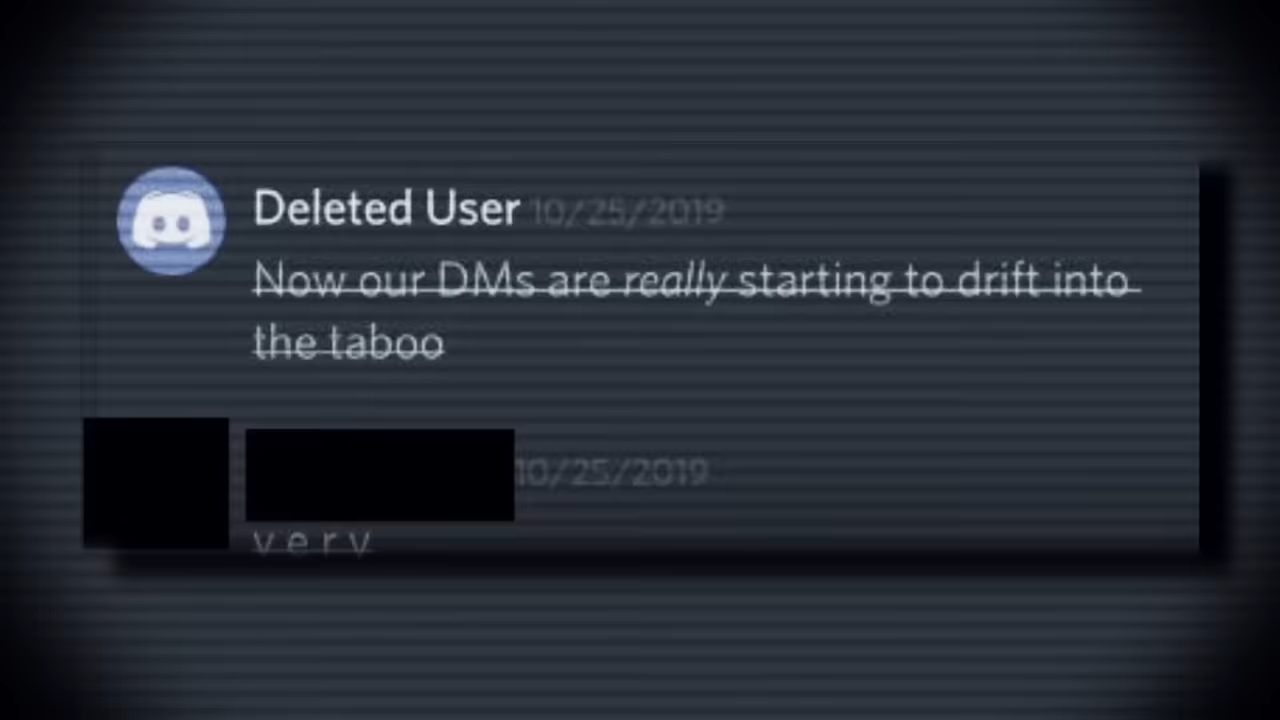 Deleted User 10/25/2019
Now our DMs are really starting to drift into
the taboo
10/25/2019
v e r y